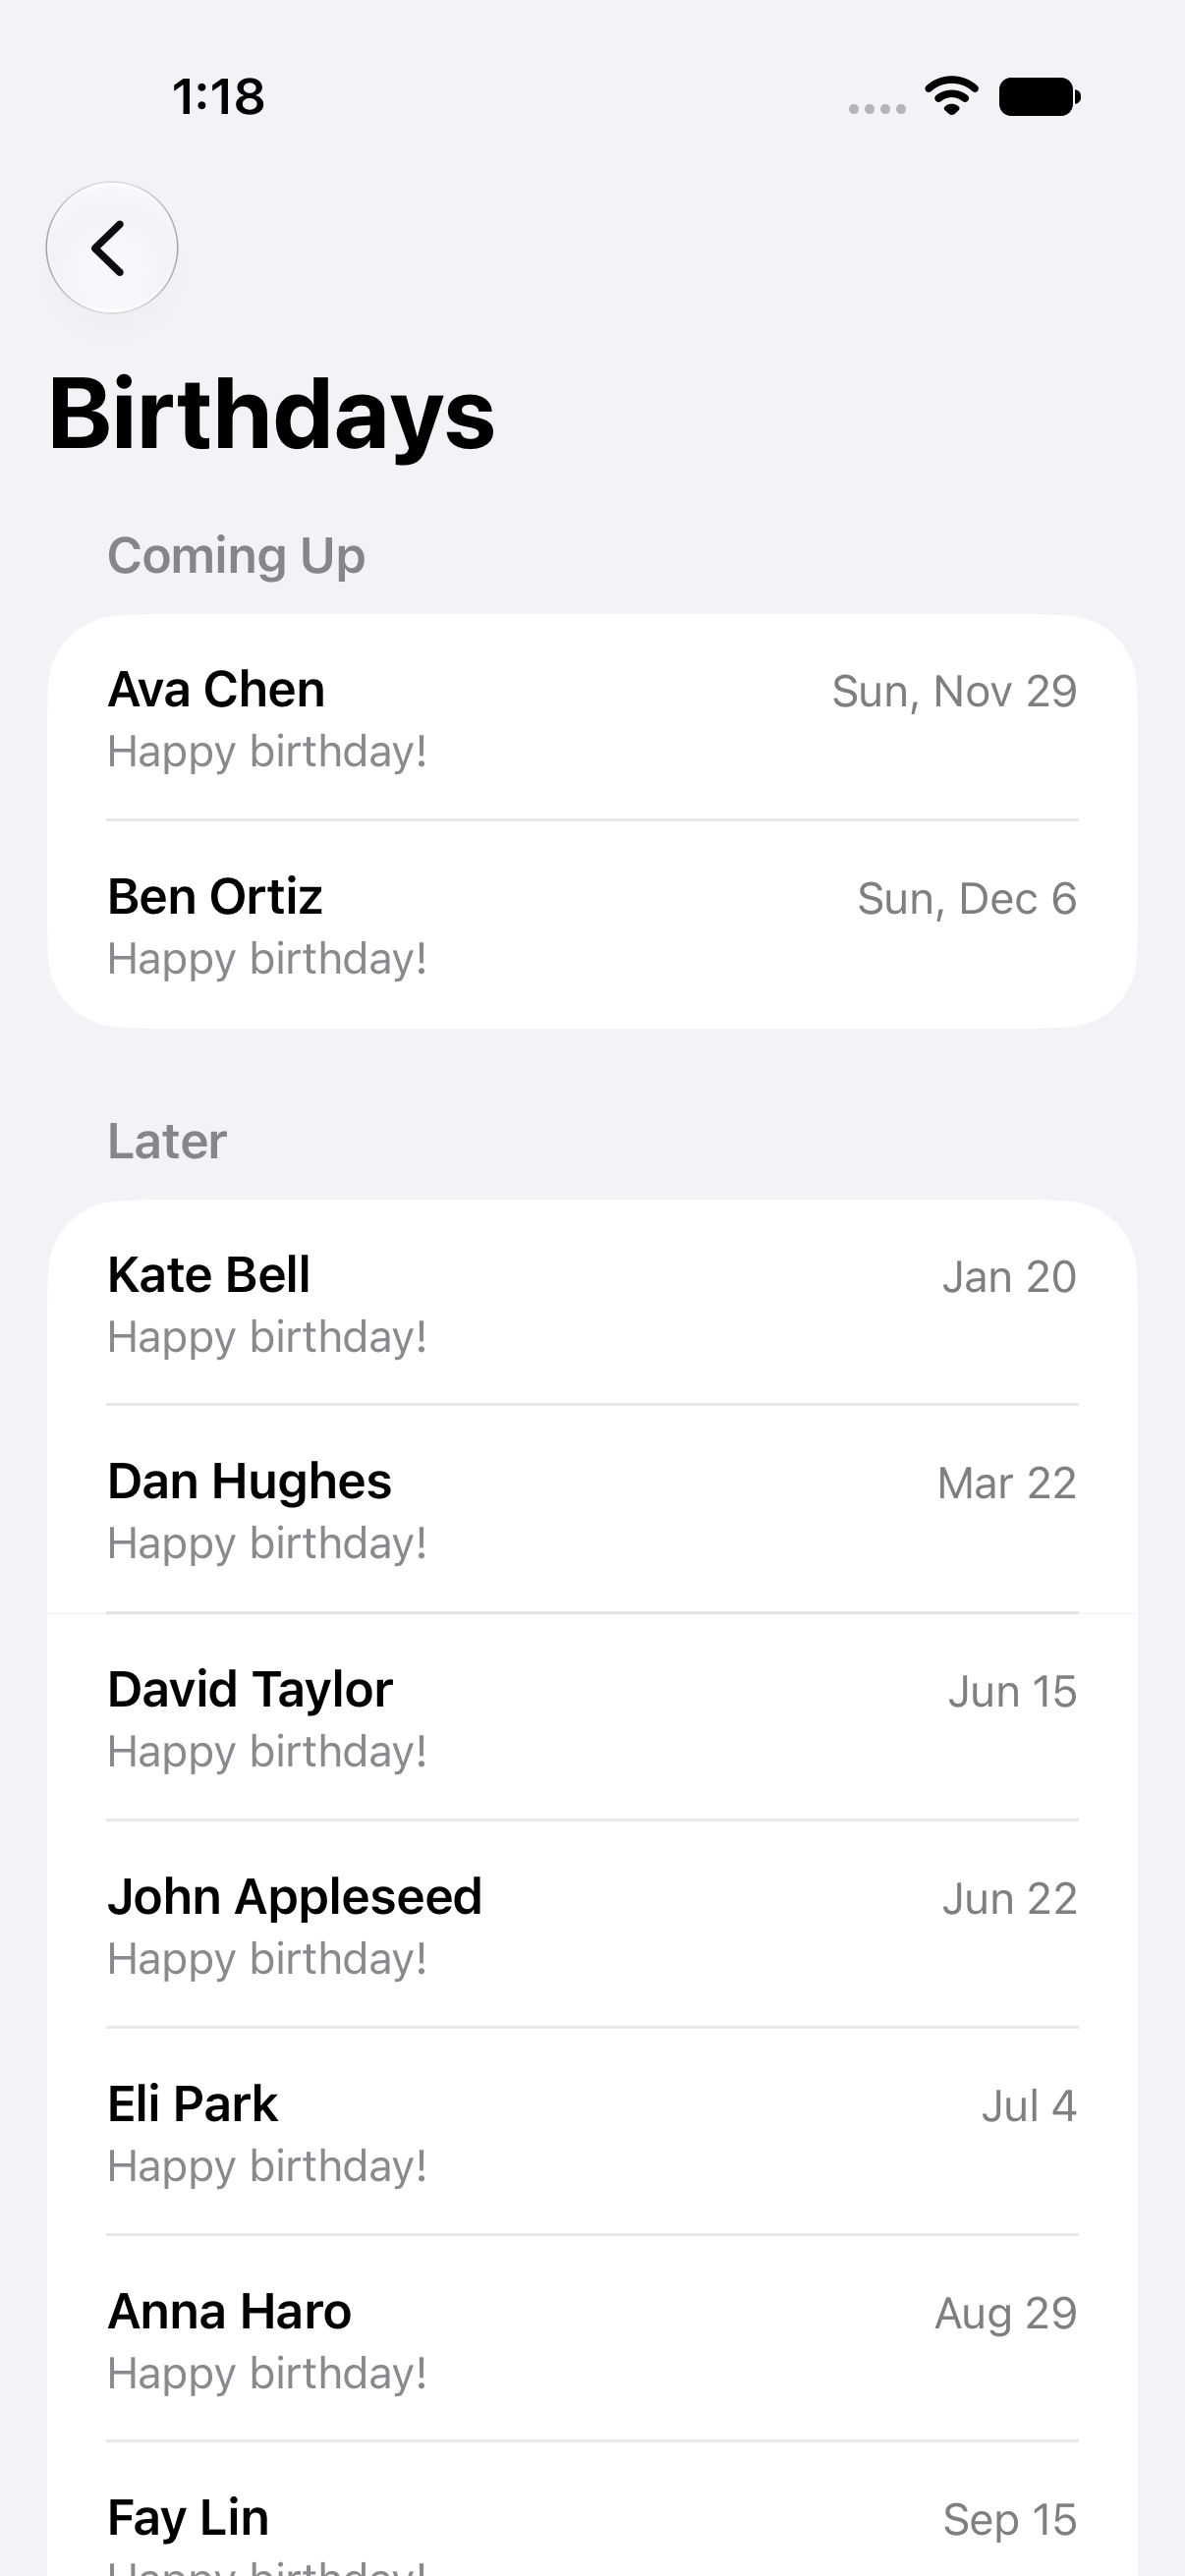 1:18
Birthdays
Coming Up
Ava Chen Sun, Nov 29
Happy birthday!
Ben Ortiz Sun, Dec 6
Happy birthday!
Later
Kate Bell Jan 20
Happy birthday!
Dan Hughes Mar 22
Happy birthday!
David Taylor Jun 15
Happy birthday!
John Appleseed Jun 22
Happy birthday!
Eli Park Jul 4
Happy birthday!
Anna Haro Aug 29
Happy birthday!
Fay Lin Sep 15
Happy birthday!